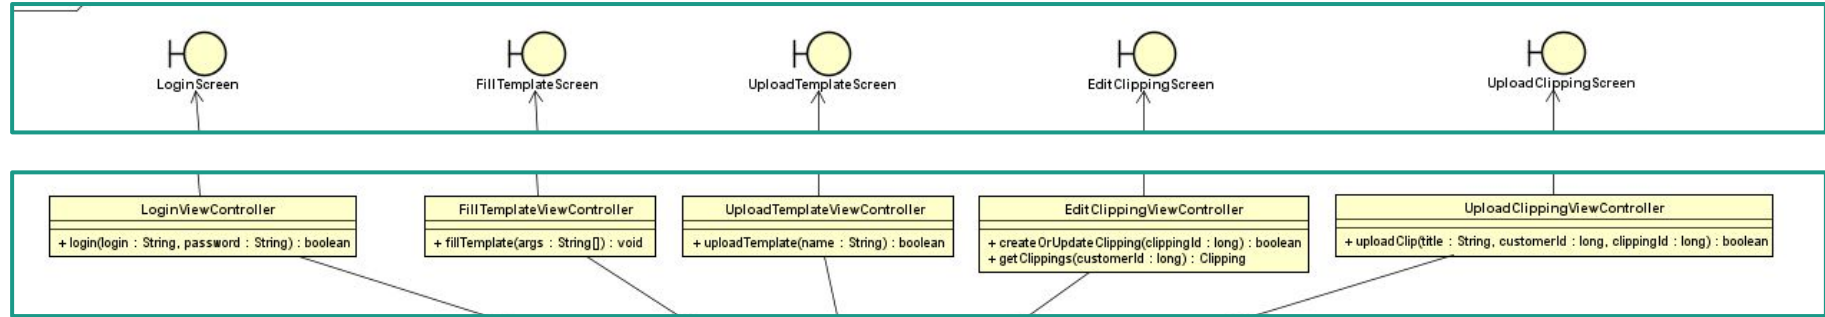 LoginScreen
FillTemplateScreen
UploadTemplateScreen
EditClippingScreen
UploadClippingScreen
LoginViewController
+ login(login : String, password : String) : boolean
FillTemplateViewController
+ fillTemplate(args : String[]) : void
UploadTemplateViewController
+ uploadTemplate(name : String) : boolean
EditClippingViewController
+ createOrUpdateClipping(clippingId : long) : boolean
+ getClippings(customerId : long) : Clipping
UploadClippingViewController
+ uploadClip(title : String, customerId : long, clippingId : long) : boolean